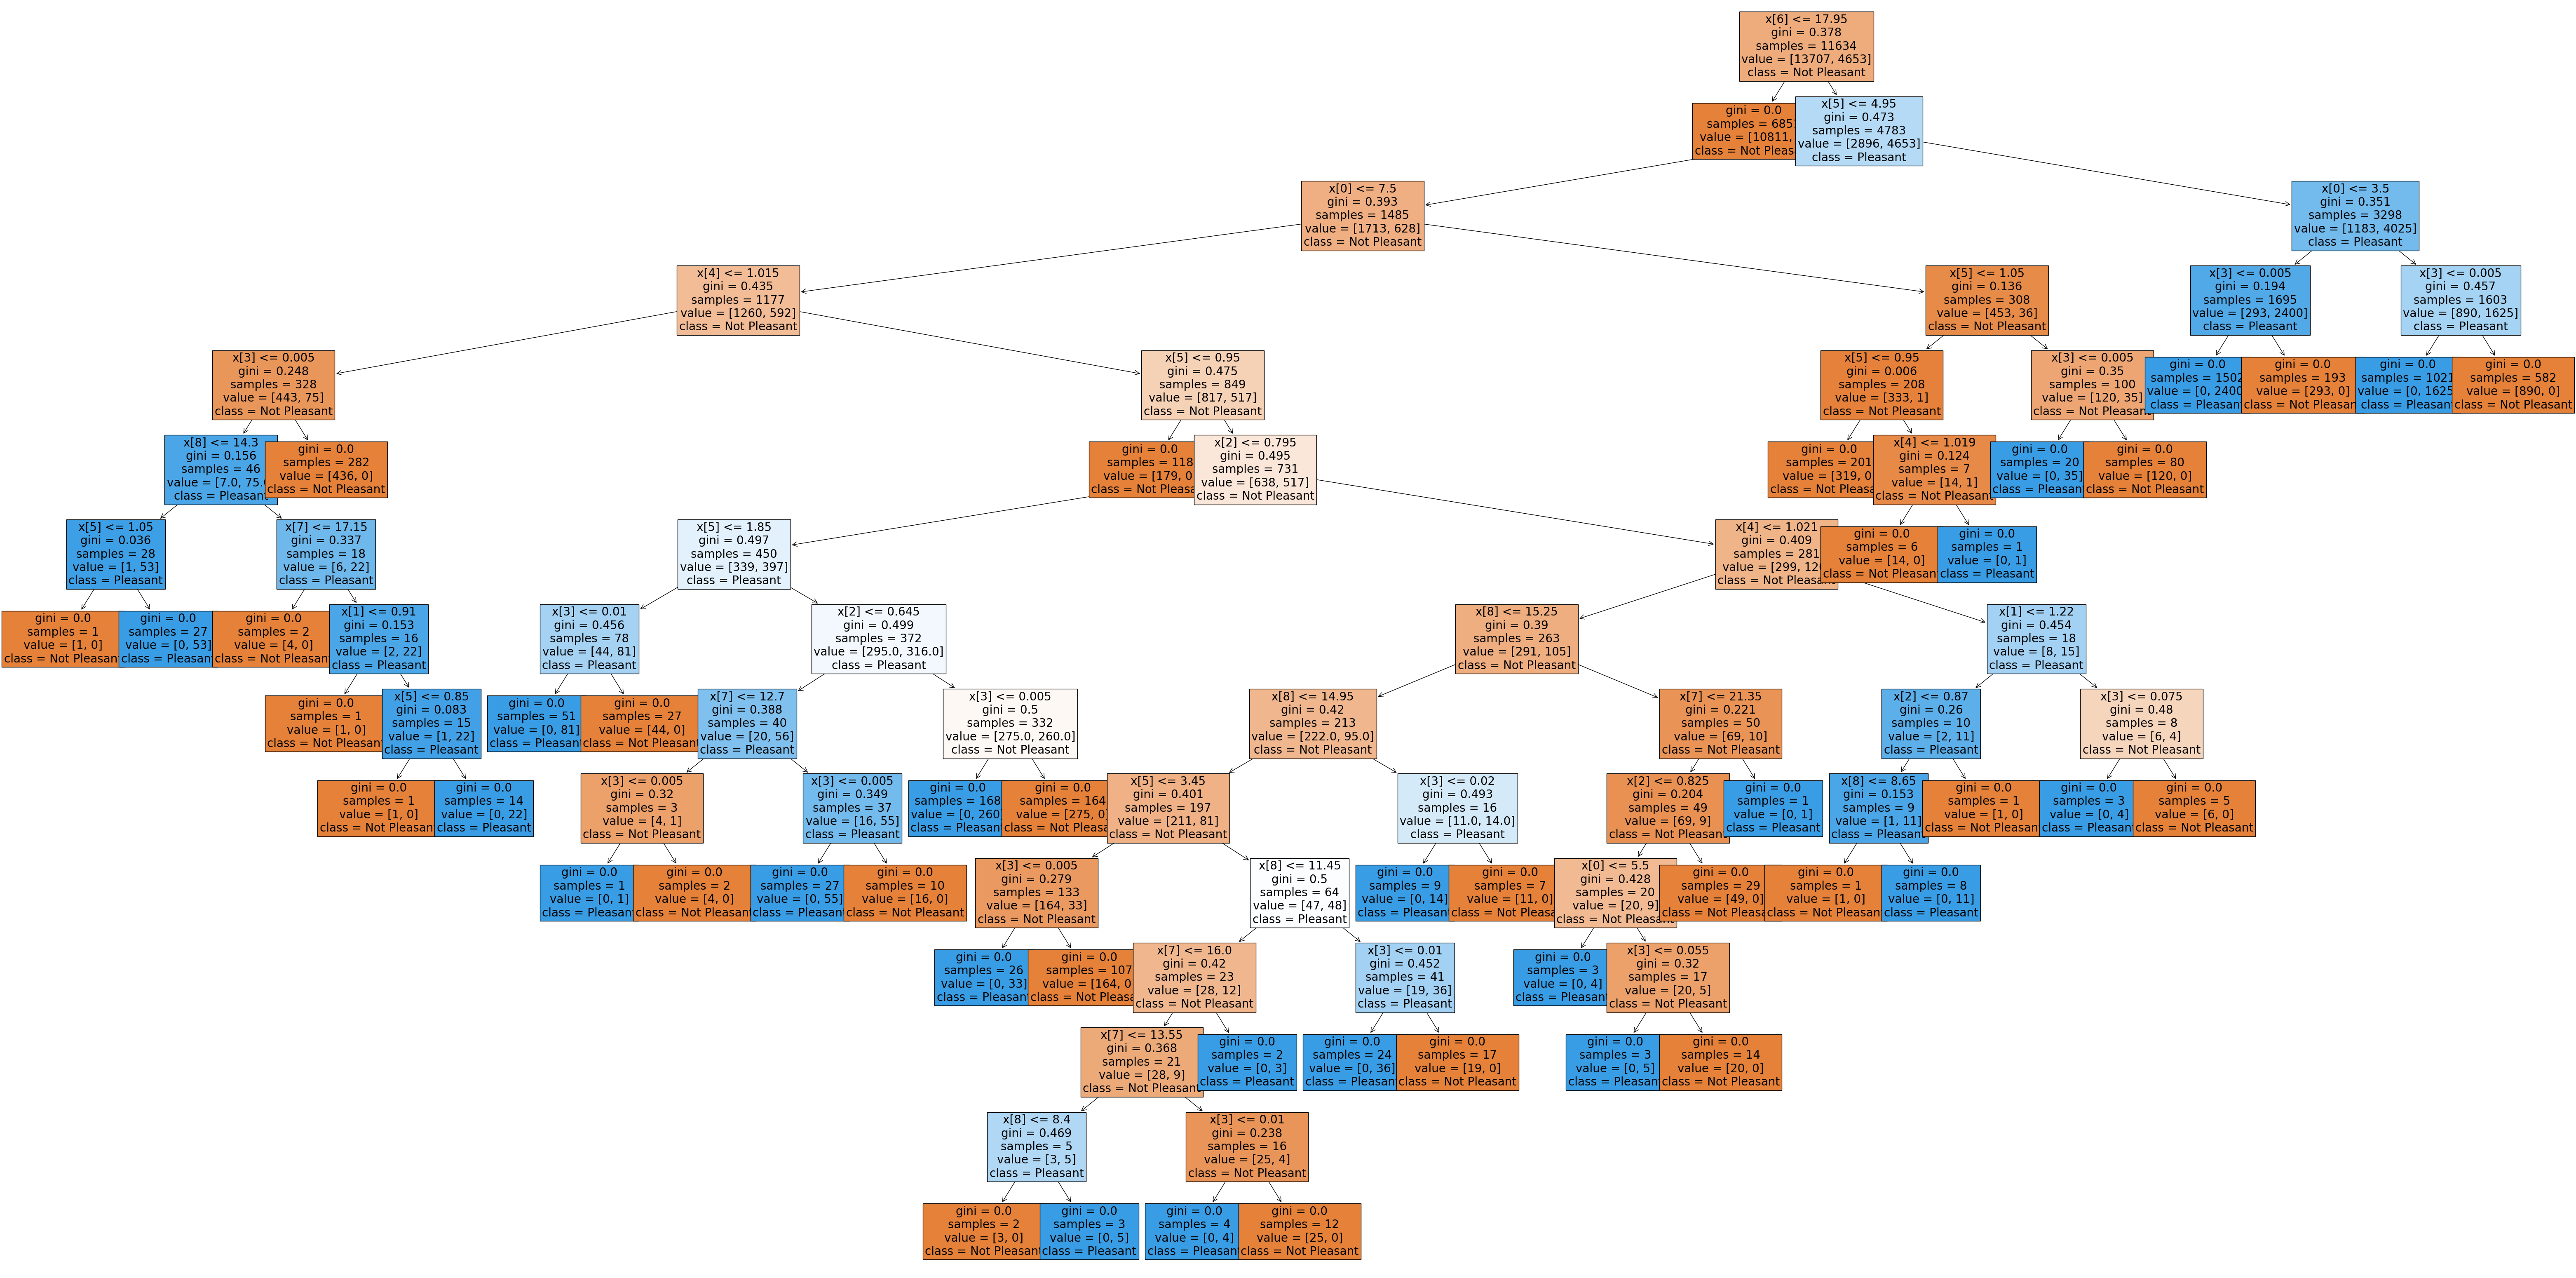 x[6] <= 17.95
gini = 0.378
samples = 11634
value = [13707, 4653]
class = Not Pleasant
gini = 0.0
samples = 6851
value = [10811,
class = Not Pleasa
x[5] <= 4.95
gini = 0.473
samples = 4783
value = [2896, 4653]
class = Pleasant
x[0] <= 7.5
gini = 0.393
samples = 1485
value = [1713, 628]
class = Not Pleasant
x[0] <= 3.5
gini = 0.351
samples = 3298
value = [1183, 4025]
class = Pleasant
x[4] <= 1.015
gini = 0.435
samples = 1177
value = [1260, 592]
class = Not Pleasant
x[5] <= 1.05
gini = 0.136
samples = 308
value = [453, 36]
class = Not Pleasant
x[3] <= 0.005
gini = 0.194
samples = 1695
value = [293, 2400]
class = Pleasant
x[3] <= 0.005
gini = 0.457
samples = 1603
value = [890, 1625]
class = Pleasant
x[3] <= 0.005
gini = 0.248
samples = 328
value = [443, 75]
class = Not Pleasant
x[5] <= 0.95
gini = 0.475
samples = 849
value = [817, 517]
class = Not Pleasant
x[5] <= 0.95
gini = 0.006
samples = 208
value = [333, 1]
class = Not Pleasant
x[3] <= 0.005
gini = 0.35
samples = 100
value = [120, 35]
class = Not Pleasant
gini = 0.0
samples = 1502
value = [0, 2400
class = Pleasant
gini = 0.0
samples = 193
value = [293, 0]
class = Not Pleasan
gini = 0.0
samples = 1021
value = [0, 1625
class = Pleasant
gini = 0.0
samples = 582
value = [890, 0]
class = Not Pleasant
x[8] <= 14.3
gini = 0.156
samples = 46
value = [7.0, 75.
class = Pleasant
gini = 0.0
samples = 282
value = [436, 0]
class = Not Pleasant
gini = 0.0
samples = 118
value = [179, 0
class = Not Pleasa
x[2] <= 0.795
gini = 0.495
samples = 731
value = [638, 517]
class = Not Pleasant
gini = 0.0
samples = 201
value = [319, 0
class = Not Pleasa
x[4] <= 1.019
gini = 0.124
samples = 7
value = [14, 1]
class = Not Pleasant
gini = 0.0
samples = 20
value = [0, 35]
class = Pleasant
gini = 0.0
samples = 80
value = [120, 0]
class = Not Pleasant
x[5] <= 1.05
gini = 0.036
samples = 28
value = [1, 53]
class = Pleasant
x[7] <= 17.15
gini = 0.337
samples = 18
value = [6, 22]
class = Pleasant
x[5] <= 1.85
gini = 0.497
samples = 450
value = [339, 397]
class = Pleasant
x[4] <= 1.021
gini = 0.409
samples = 281
value = [299, 12
class = Not Pleasant
gini = 0.0
samples = 6
value = [14, 0]
class = Not Pleasant
gini = 0.0
samples = 1
value = [0, 1]
class = Pleasant
gini = 0.0
samples = 1
value = [1, 0]
class = Not Pleasant
gini = 0.0
samples = 27
value = [0, 53]
class = Pleasant
gini = 0.0
samples = 2
value = [4, 0]
class = Not Pleasant
x[1] <= 0.91
gini = 0.153
samples = 16
value = [2, 22]
class = Pleasant
x[3] <= 0.01
gini = 0.456
samples = 78
value = [44, 81]
class = Pleasant
x[2] <= 0.645
gini = 0.499
samples = 372
value = [295.0, 316.0]
class = Pleasant
x[8] <= 15.25
gini = 0.39
samples = 263
value = [291, 105]
class = Not Pleasant
x[1] <= 1.22
gini = 0.454
samples = 18
value = [8, 15]
class = Pleasant
gini = 0.0
samples = 1
value = [1, 0]
class = Not Pleasant
x[5] <= 0.85
gini = 0.083
samples = 15
value = [1, 22]
class = Pleasant
gini = 0.0
samples = 51
value = [0, 81]
class = Pleasant
gini = 0.0
samples = 27
value = [44, 0]
class = Not Pleasant
x[7] <= 12.7
gini = 0.388
samples = 40
value = [20, 56]
class = Pleasant
x[3] <= 0.005
gini = 0.5
samples = 332
value = [275.0, 260.0]
class = Not Pleasant
x[8] <= 14.95
gini = 0.42
samples = 213
value = [222.0, 95.0]
class = Not Pleasant
x[7] <= 21.35
gini = 0.221
samples = 50
value = [69, 10]
class = Not Pleasant
x[2] <= 0.87
gini = 0.26
samples = 10
value = [2, 11]
class = Pleasant
x[3] <= 0.075
gini = 0.48
samples = 8
value = [6, 4]
class = Not Pleasant
gini = 0.0
samples = 1
value = [1, 0]
class = Not Pleasant
gini = 0.0
samples = 14
value = [0, 22]
class = Pleasant
x[3] <= 0.005
gini = 0.32
samples = 3
value = [4, 1]
class = Not Pleasant
x[3] <= 0.005
gini = 0.349
samples = 37
value = [16, 55]
class = Pleasant
gini = 0.0
samples = 168
value = [0, 260
class = Pleasant
gini = 0.0
samples = 164
value = [275, 0]
class = Not Pleasa
x[5] <= 3.45
gini = 0.401
samples = 197
value = [211, 81]
class = Not Pleasant
x[3] <= 0.02
gini = 0.493
samples = 16
value = [11.0, 14.0]
class = Pleasant
x[2] <= 0.825
gini = 0.204
samples = 49
value = [69, 9]
class = Not Pleasant
gini = 0.0
samples = 1
value = [0, 1]
class = Pleasant
x[8] <= 8.65
gini = 0.153
samples = 9
value = [1, 11]
class = Pleasant
gini = 0.0
samples = 1
value = [1, 0]
class = Not Pleasant
gini = 0.0
samples = 3
value = [0, 4]
class = Pleasant
gini = 0.0
samples = 5
value = [6, 0]
class = Not Pleasant
gini = 0.0
samples = 1
value = [0, 1]
class = Pleasant
gini = 0.0
samples = 2
value = [4, 0]
class = Not Pleasant
gini = 0.0
samples = 27
value = [0, 55]
class = Pleasant
gini = 0.0
samples = 10
value = [16, 0]
class = Not Pleasant
x[3] <= 0.005
gini = 0.279
samples = 133
value = [164, 33]
class = Not Pleasant
x[8] <= 11.45
gini = 0.5
samples = 64
value = [47, 48]
class = Pleasant
gini = 0.0
samples = 9
value = [0, 14]
class = Pleasant
gini = 0.0
samples = 7
value = [11, 0]
class = Not Pleasant
x[0] <= 5.5
gini = 0.428
samples = 20
value = [20, 9]
class = Not Pleasant
gini = 0.0
samples = 29
value = [49, 0]
class = Not Pleasa
gini = 0.0
samples = 1
value = [1, 0]
class = Not Pleasant
gini = 0.0
samples = 8
value = [0, 11]
class = Pleasant
gini = 0.0
samples = 26
value = [0, 33]
class = Pleasant
gini = 0.0
samples = 107
value = [164, 0
class = Not Pleasa
x[7] <= 16.0
gini = 0.42
samples = 23
value = [28, 12]
class = Not Pleasant
x[3] <= 0.01
gini = 0.452
samples = 41
value = [19, 36]
class = Pleasant
gini = 0.0
samples = 3
value = [0, 4]
class = Pleasant
x[3] <= 0.055
gini = 0.32
samples = 17
value = [20, 5]
class = Not Pleasant
x[7] <= 13.55
gini = 0.368
samples = 21
value = [28, 9]
class = Not Pleasant
gini = 0.0
samples = 2
value = [0, 3]
class = Pleasant
gini = 0.0
samples = 24
value = [0, 36]
class = Pleasant
gini = 0.0
samples = 17
value = [19, 0]
class = Not Pleasant
gini = 0.0
samples = 3
value = [0, 5]
class = Pleasant
gini = 0.0
samples = 14
value = [20, 0]
class = Not Pleasant
x[8] <= 8.4
gini = 0.469
samples = 5
value = [3, 5]
class = Pleasant
x[3] <= 0.01
gini = 0.238
samples = 16
value = [25, 4]
class = Not Pleasant
gini = 0.0
samples = 2
value = [3, 0]
class = Not Pleasant
gini = 0.0
samples = 3
value = [0, 5]
class = Pleasant
gini = 0.0
samples = 4
value = [0, 4]
class = Pleasant
gini = 0.0
samples = 12
value = [25, 0]
class = Not Pleasant